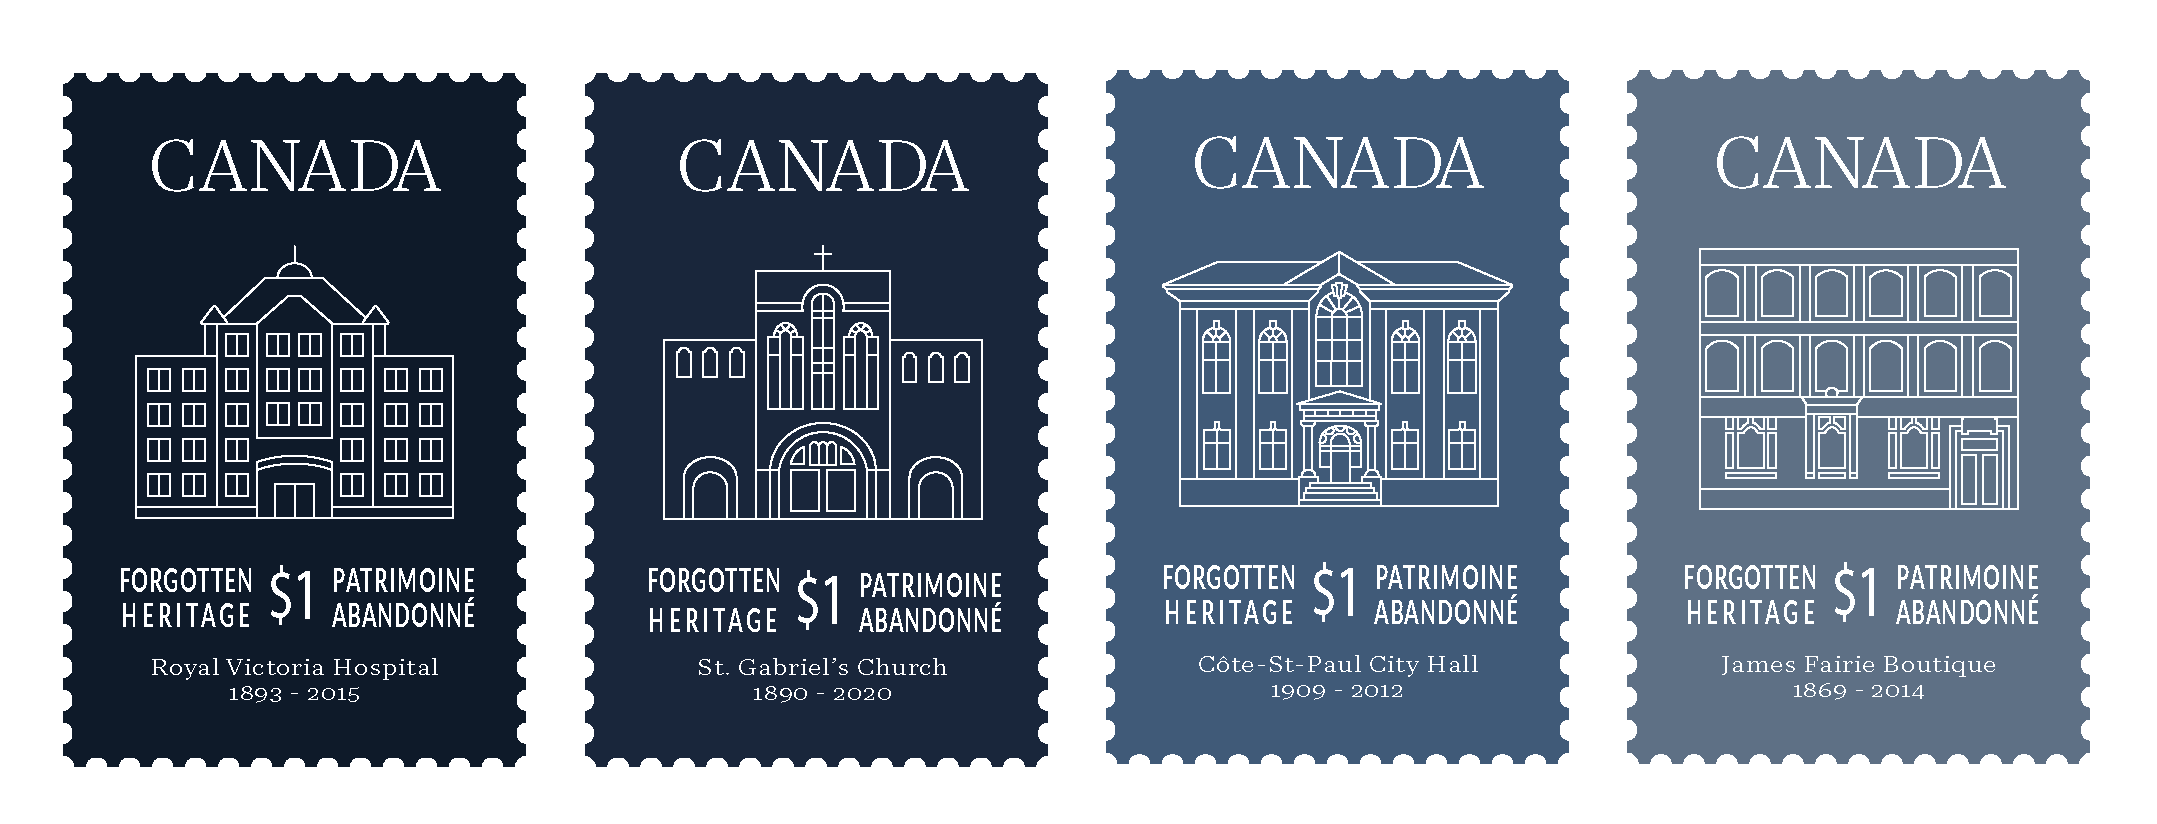 CANADA
FORGOTTEN HERITAGE
$1
PATRIMOINE ABANDONNÉ
Royal Victoria Hospital
1893 - 2015
CANADA
FORGOTTEN HERITAGE
$1
PATRIMOINE ABANDONNÉ
St. Gabriel's Church
1890 - 2020
CANADA
FORGOTTEN HERITAGE
$1
PATRIMOINE ABANDONNÉ
Côte-St-Paul City Hall
1909 - 2012
CANADA
FORGOTTEN HERITAGE
$1
PATRIMOINE ABANDONNÉ
James Fairie Boutique
1869 - 2014